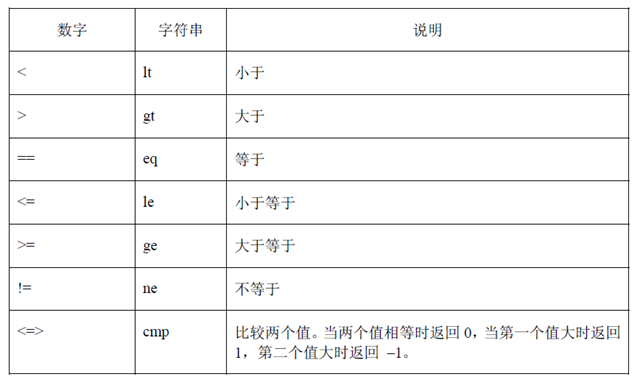 数字 字符串 说明
< lt 小于
> gt 大于
== eq 等于
<= le 小于等于
>= ge 大于等于
!= ne 不等于
<=> cmp 比较两个值。当两个值相等时返回 0，当第一个值大时返回
1，第二个值大时返回 –1。